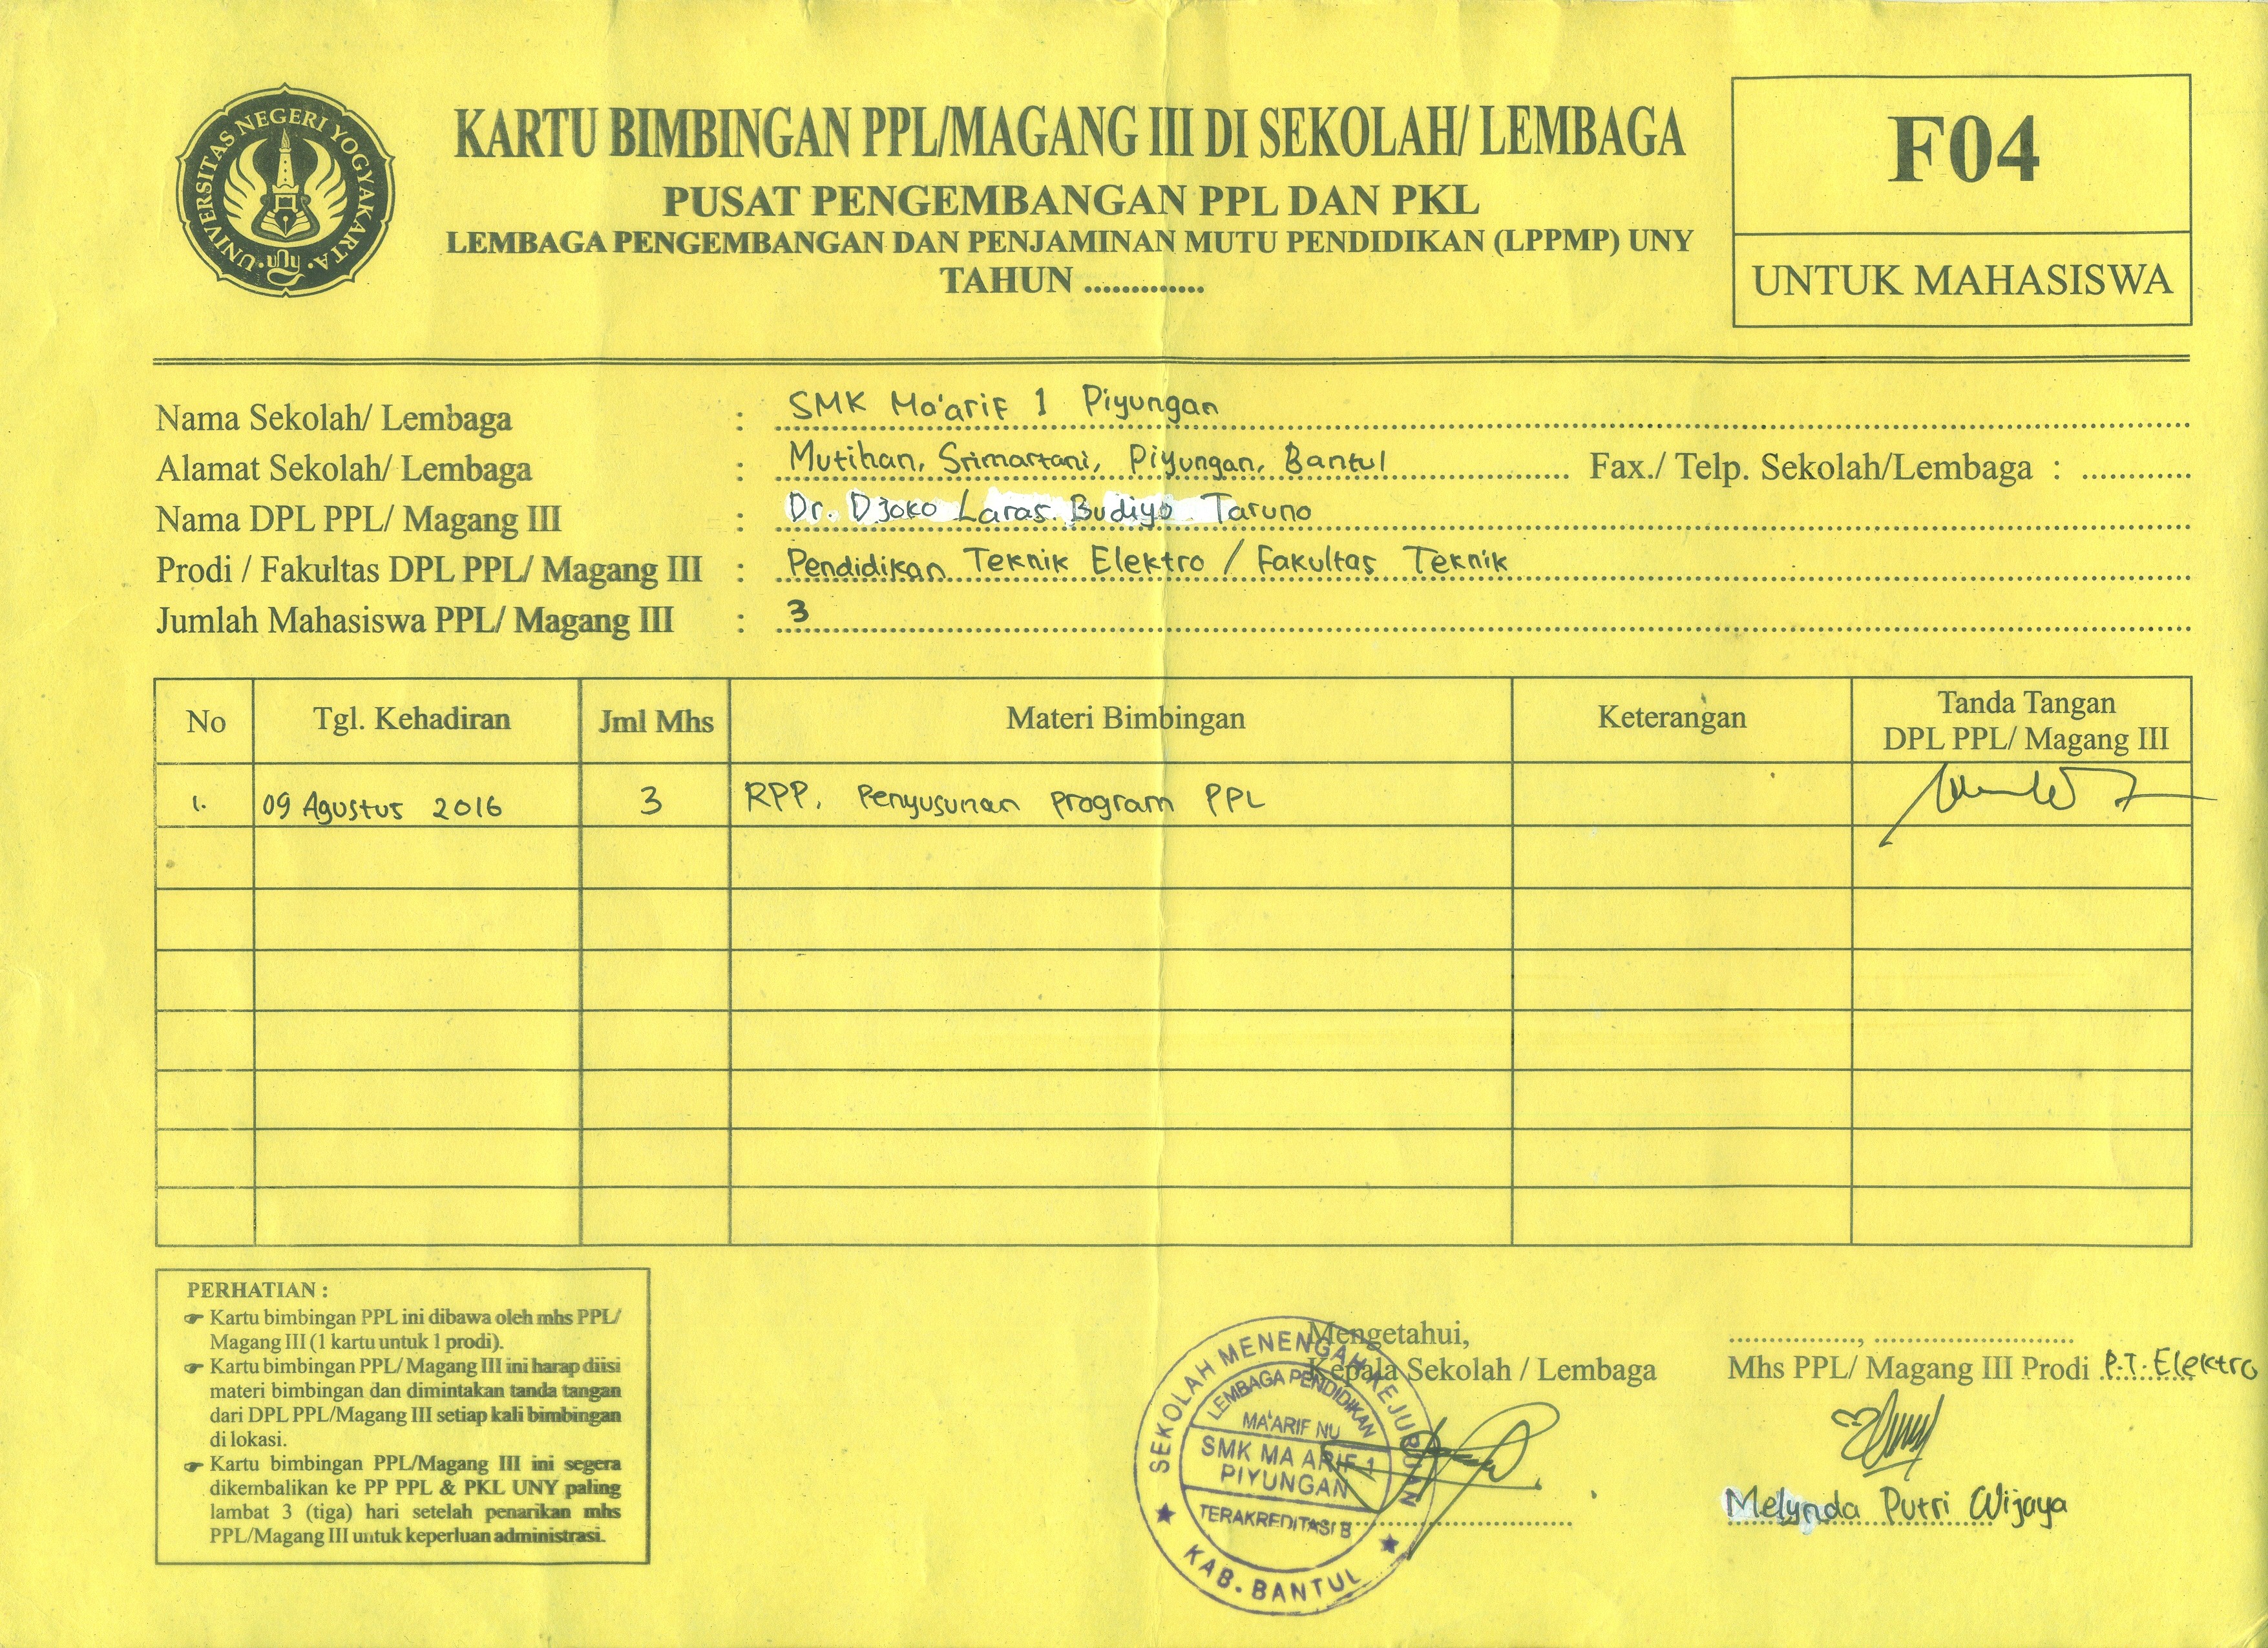 UNIVERSITAS NEGERI YOGYAKARTA
uny
KARTU BIMBINGAN PPL/MAGANG III DI SEKOLAH/ LEMBAGA
PUSAT PENGEMBANGAN PPL DAN PKL
LEMBAGA PENGEMBANGAN DAN PENJAMINAN MUTU PENDIDIKAN (LPPMP) UNY
TAHUN .............
F04
UNTUK MAHASISWA
Nama Sekolah/ Lembaga : SMK Ma'arif 1 Piyungan
Alamat Sekolah/ Lembaga : Mutihan, Srimartani, Piyungan, Bantul Fax./ Telp. Sekolah/Lembaga : ............
Nama DPL PPL/ Magang III : Dr. Djoko Laras Budiyo Taruno
Prodi / Fakultas DPL PPL/ Magang III : Pendidikan Teknik Elektro / Fakultas Teknik
Jumlah Mahasiswa PPL/ Magang III : 3
No Tgl. Kehadiran Jml Mhs Materi Bimbingan Keterangan Tanda Tangan DPL PPL/ Magang III
1. 09 Agustus 2016 3 RPP, Penyusunan program PPL
PERHATIAN :
☞ Kartu bimbingan PPL ini dibawa oleh mhs PPL/
Magang III (1 kartu untuk 1 prodi).
☞ Kartu bimbingan PPL/ Magang III ini harap diisi
materi bimbingan dan dimintakan tanda tangan
dari DPL PPL/Magang III setiap kali bimbingan
di lokasi.
☞ Kartu bimbingan PPL/Magang III ini segera
dikembalikan ke PP PPL & PKL UNY paling
lambat 3 (tiga) hari setelah penarikan mhs
PPL/Magang III untuk keperluan administrasi.
Mengetahui,
Kepala Sekolah / Lembaga
SEKOLAH MENENGAH KEJURUAN
LEMBAGA PENDIDIKAN
MA'ARIF NU
SMK MA ARIF 1
PIYUNGAN
TERAKREDITASI B
KAB. BANTUL
................, ........................
Mhs PPL/ Magang III Prodi P.T. Elektro
Melynda Putri Wijaya